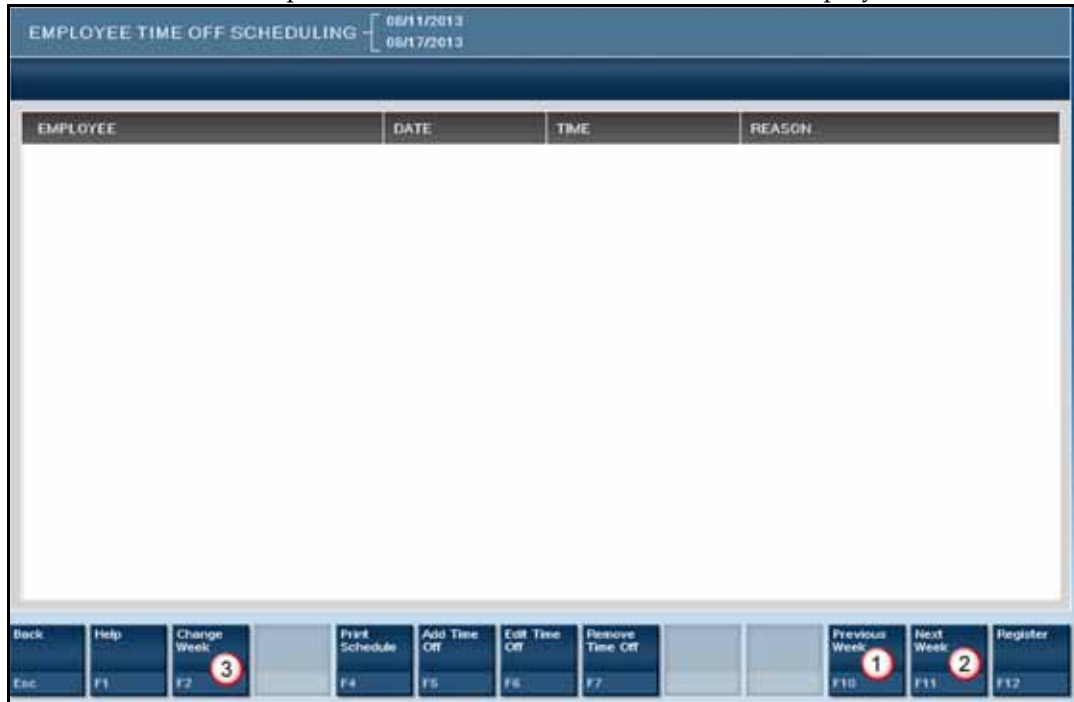 EMPLOYEE TIME OFF SCHEDULING
08/11/2013
08/17/2013
EMPLOYEE DATE TIME REASON
Back Help Change Week Print Schedule Add Time Off Edit Time Off Remove Time Off Previous Week Next Week Register
3 1 2
Esc F1 F2 F4 F5 F6 F7 F10 F11 F12